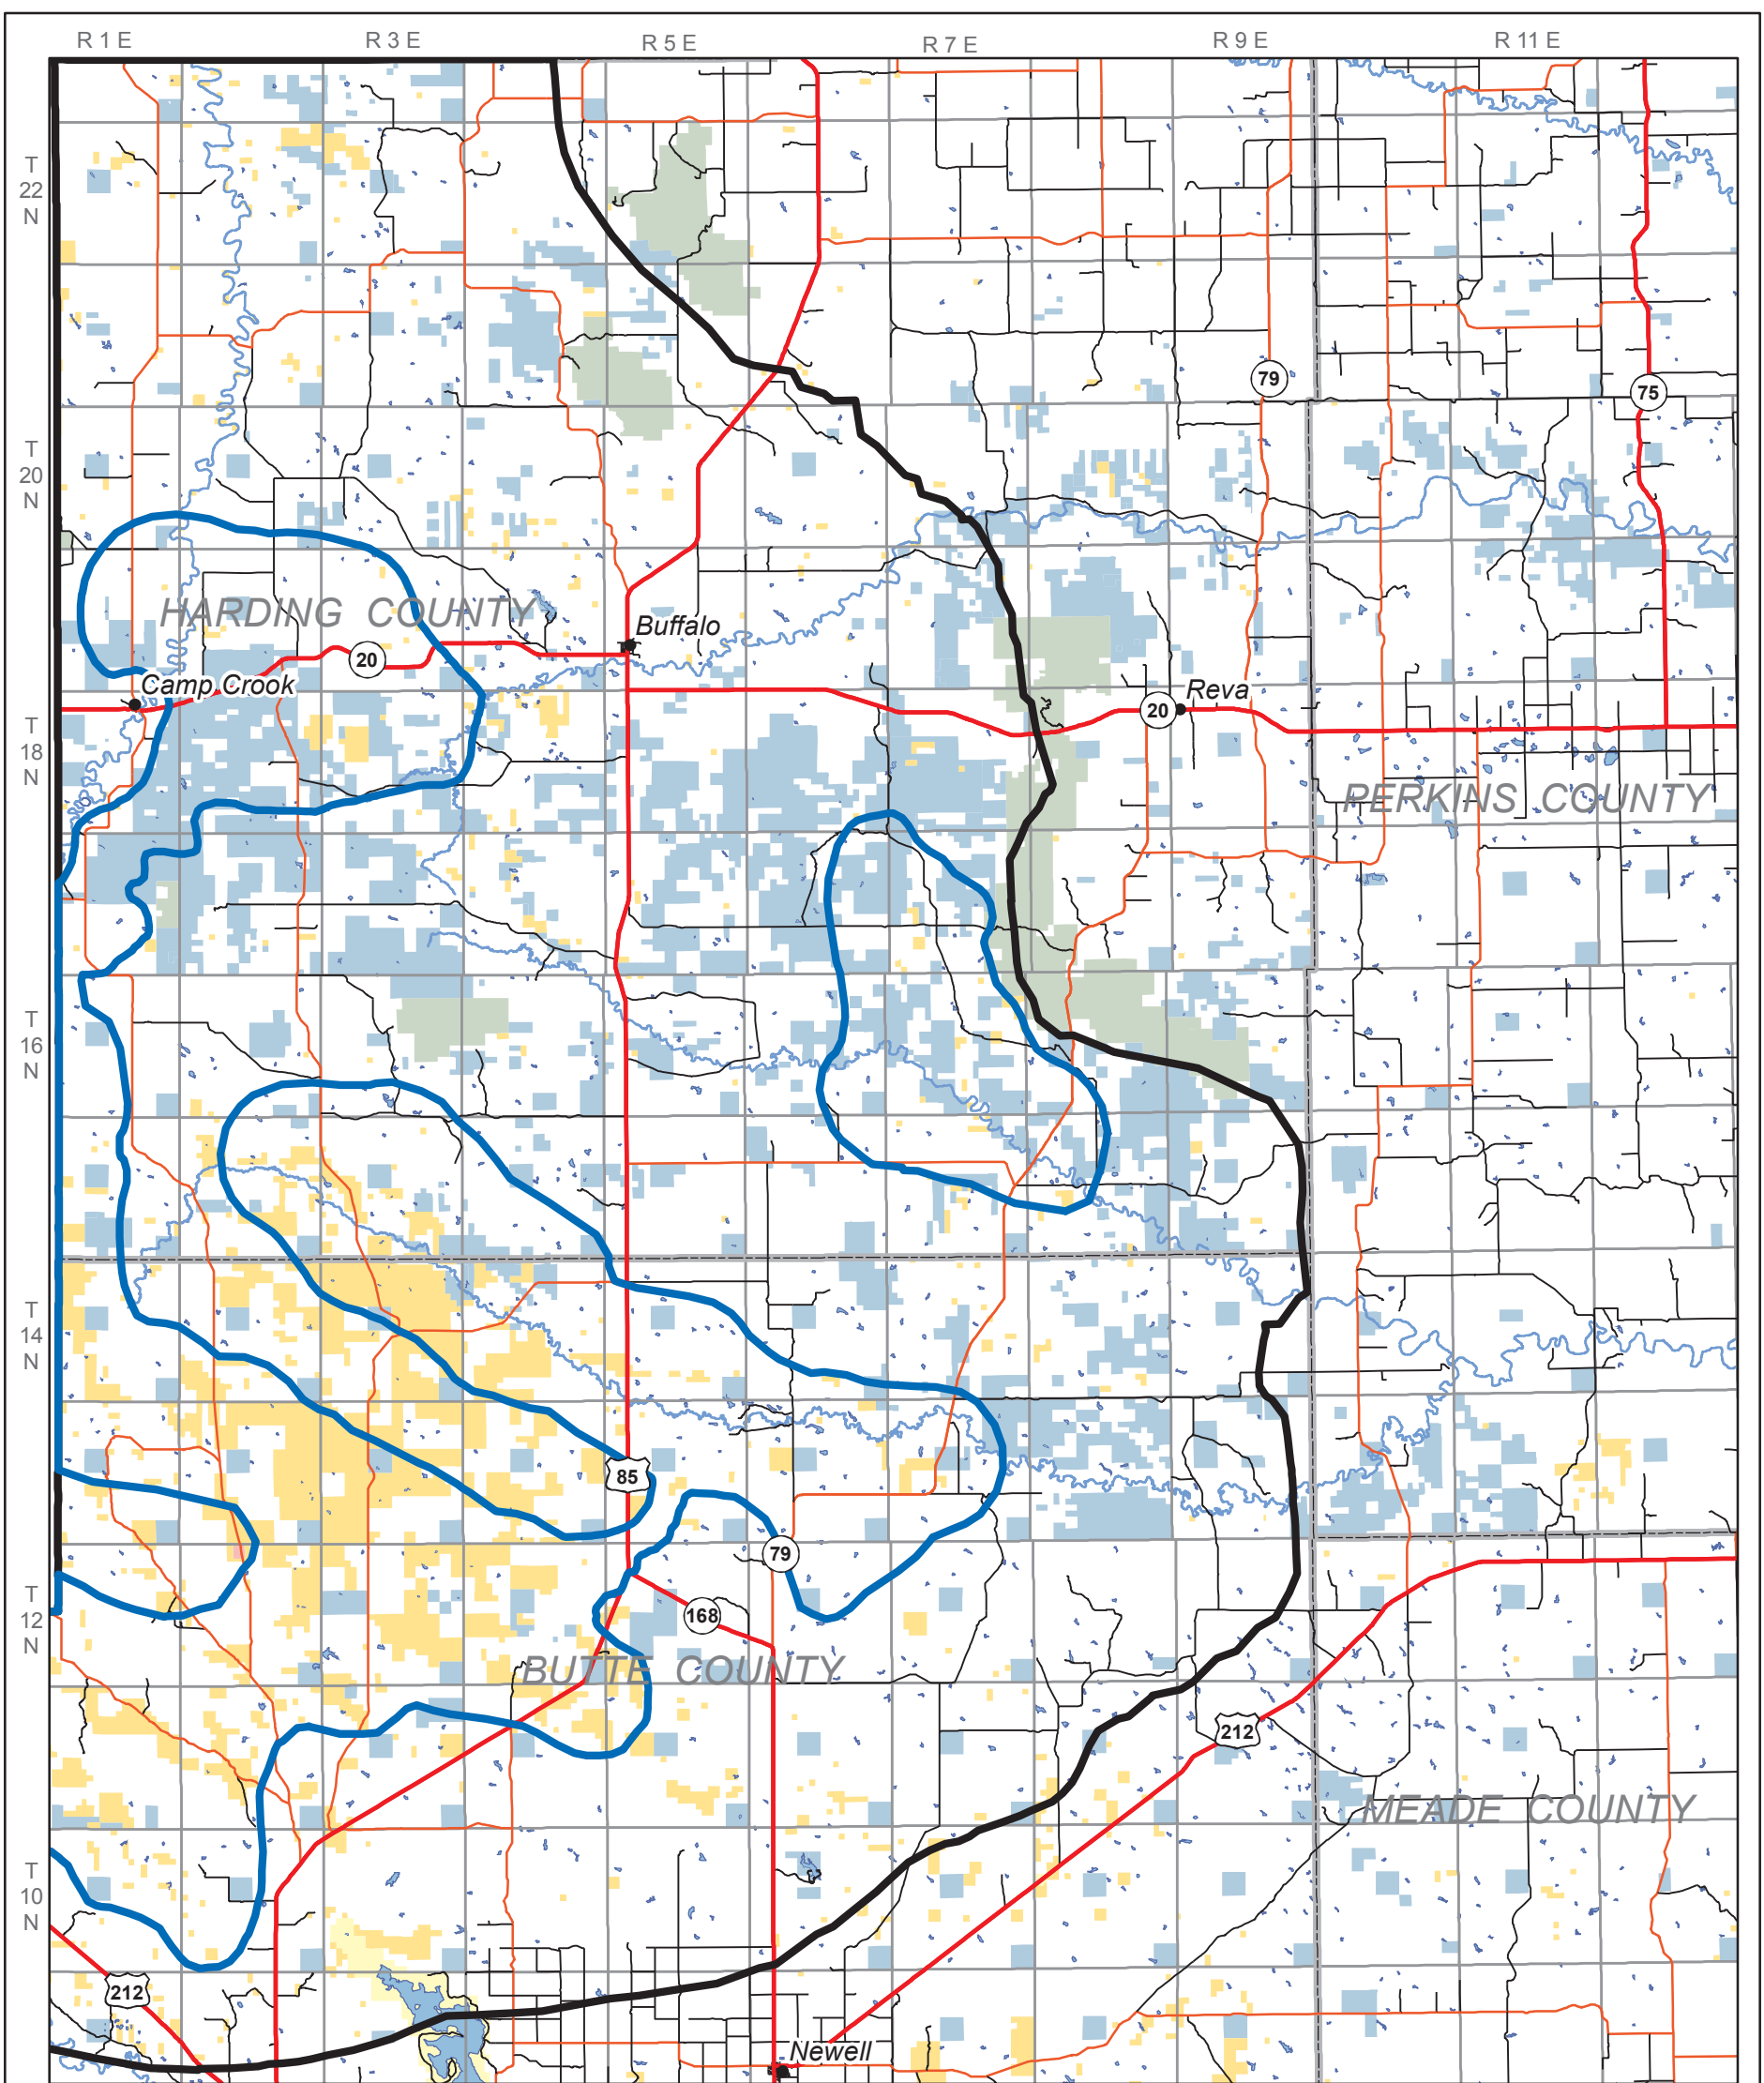 R 1 E
R 3 E
R 5 E
R 7 E
R 9 E
R 11 E
T
22
N
79
75
T
20
N
HARDING COUNTY
Buffalo
20
Camp Crook
Reva
20
T
18
N
PERKINS COUNTY
T
16
N
T
14
N
85
79
T
12
N
168
BUTTE COUNTY
212
MEADE COUNTY
T
10
N
212
Newell